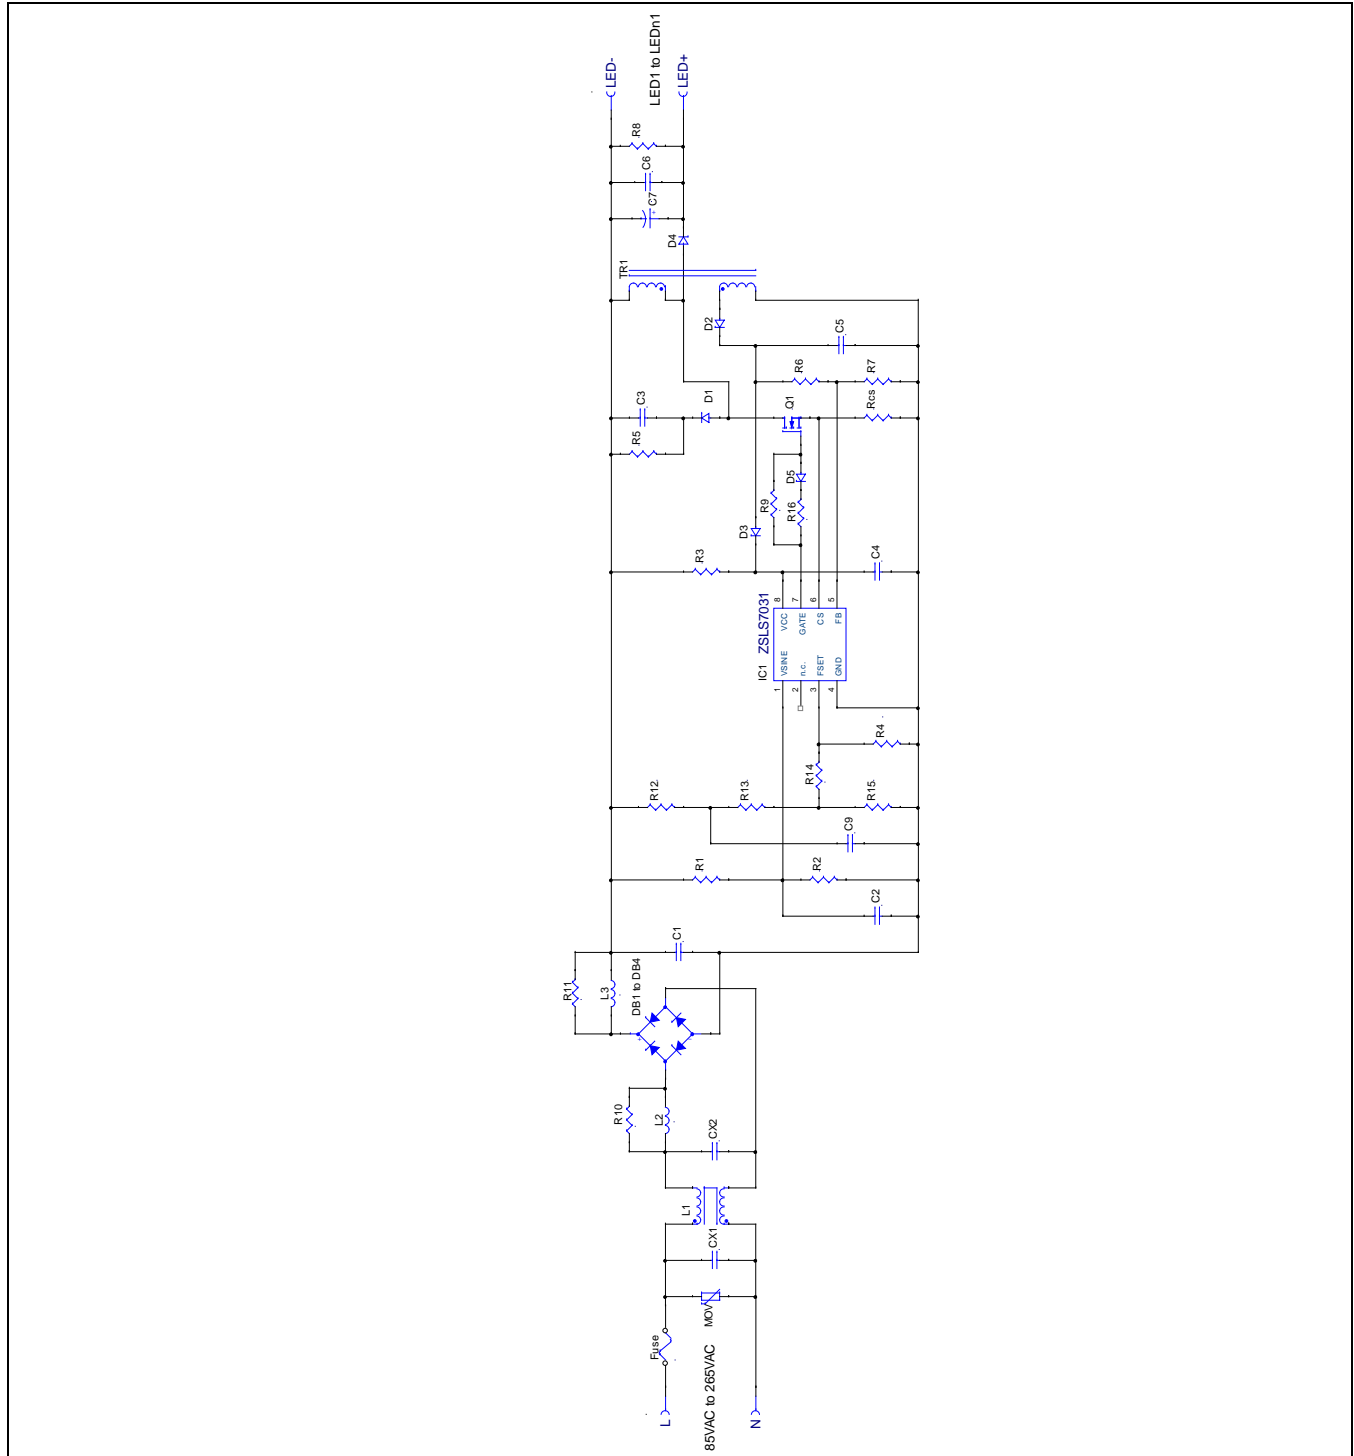 LED-
LED1 to LEDn1
LED+
R8
C6
C7
D4
TR1
D2
C5
R6
R7
C3
D1
Q1
Rcs
R5
D5
R9
R16
D3
R3
C4
ZSLS7031
IC1
8
7
6
5
VCC
GATE
CS
FB
VSINE
n.c.
FSET
GND
1
2
3
4
R4
R14
R12
R13
R15
C9
R1
R2
C2
C1
R11
L3
DB1 to DB4
+
-
R10
L2
CX2
L1
CX1
MOV
Fuse
85VAC to 265VAC
L
N